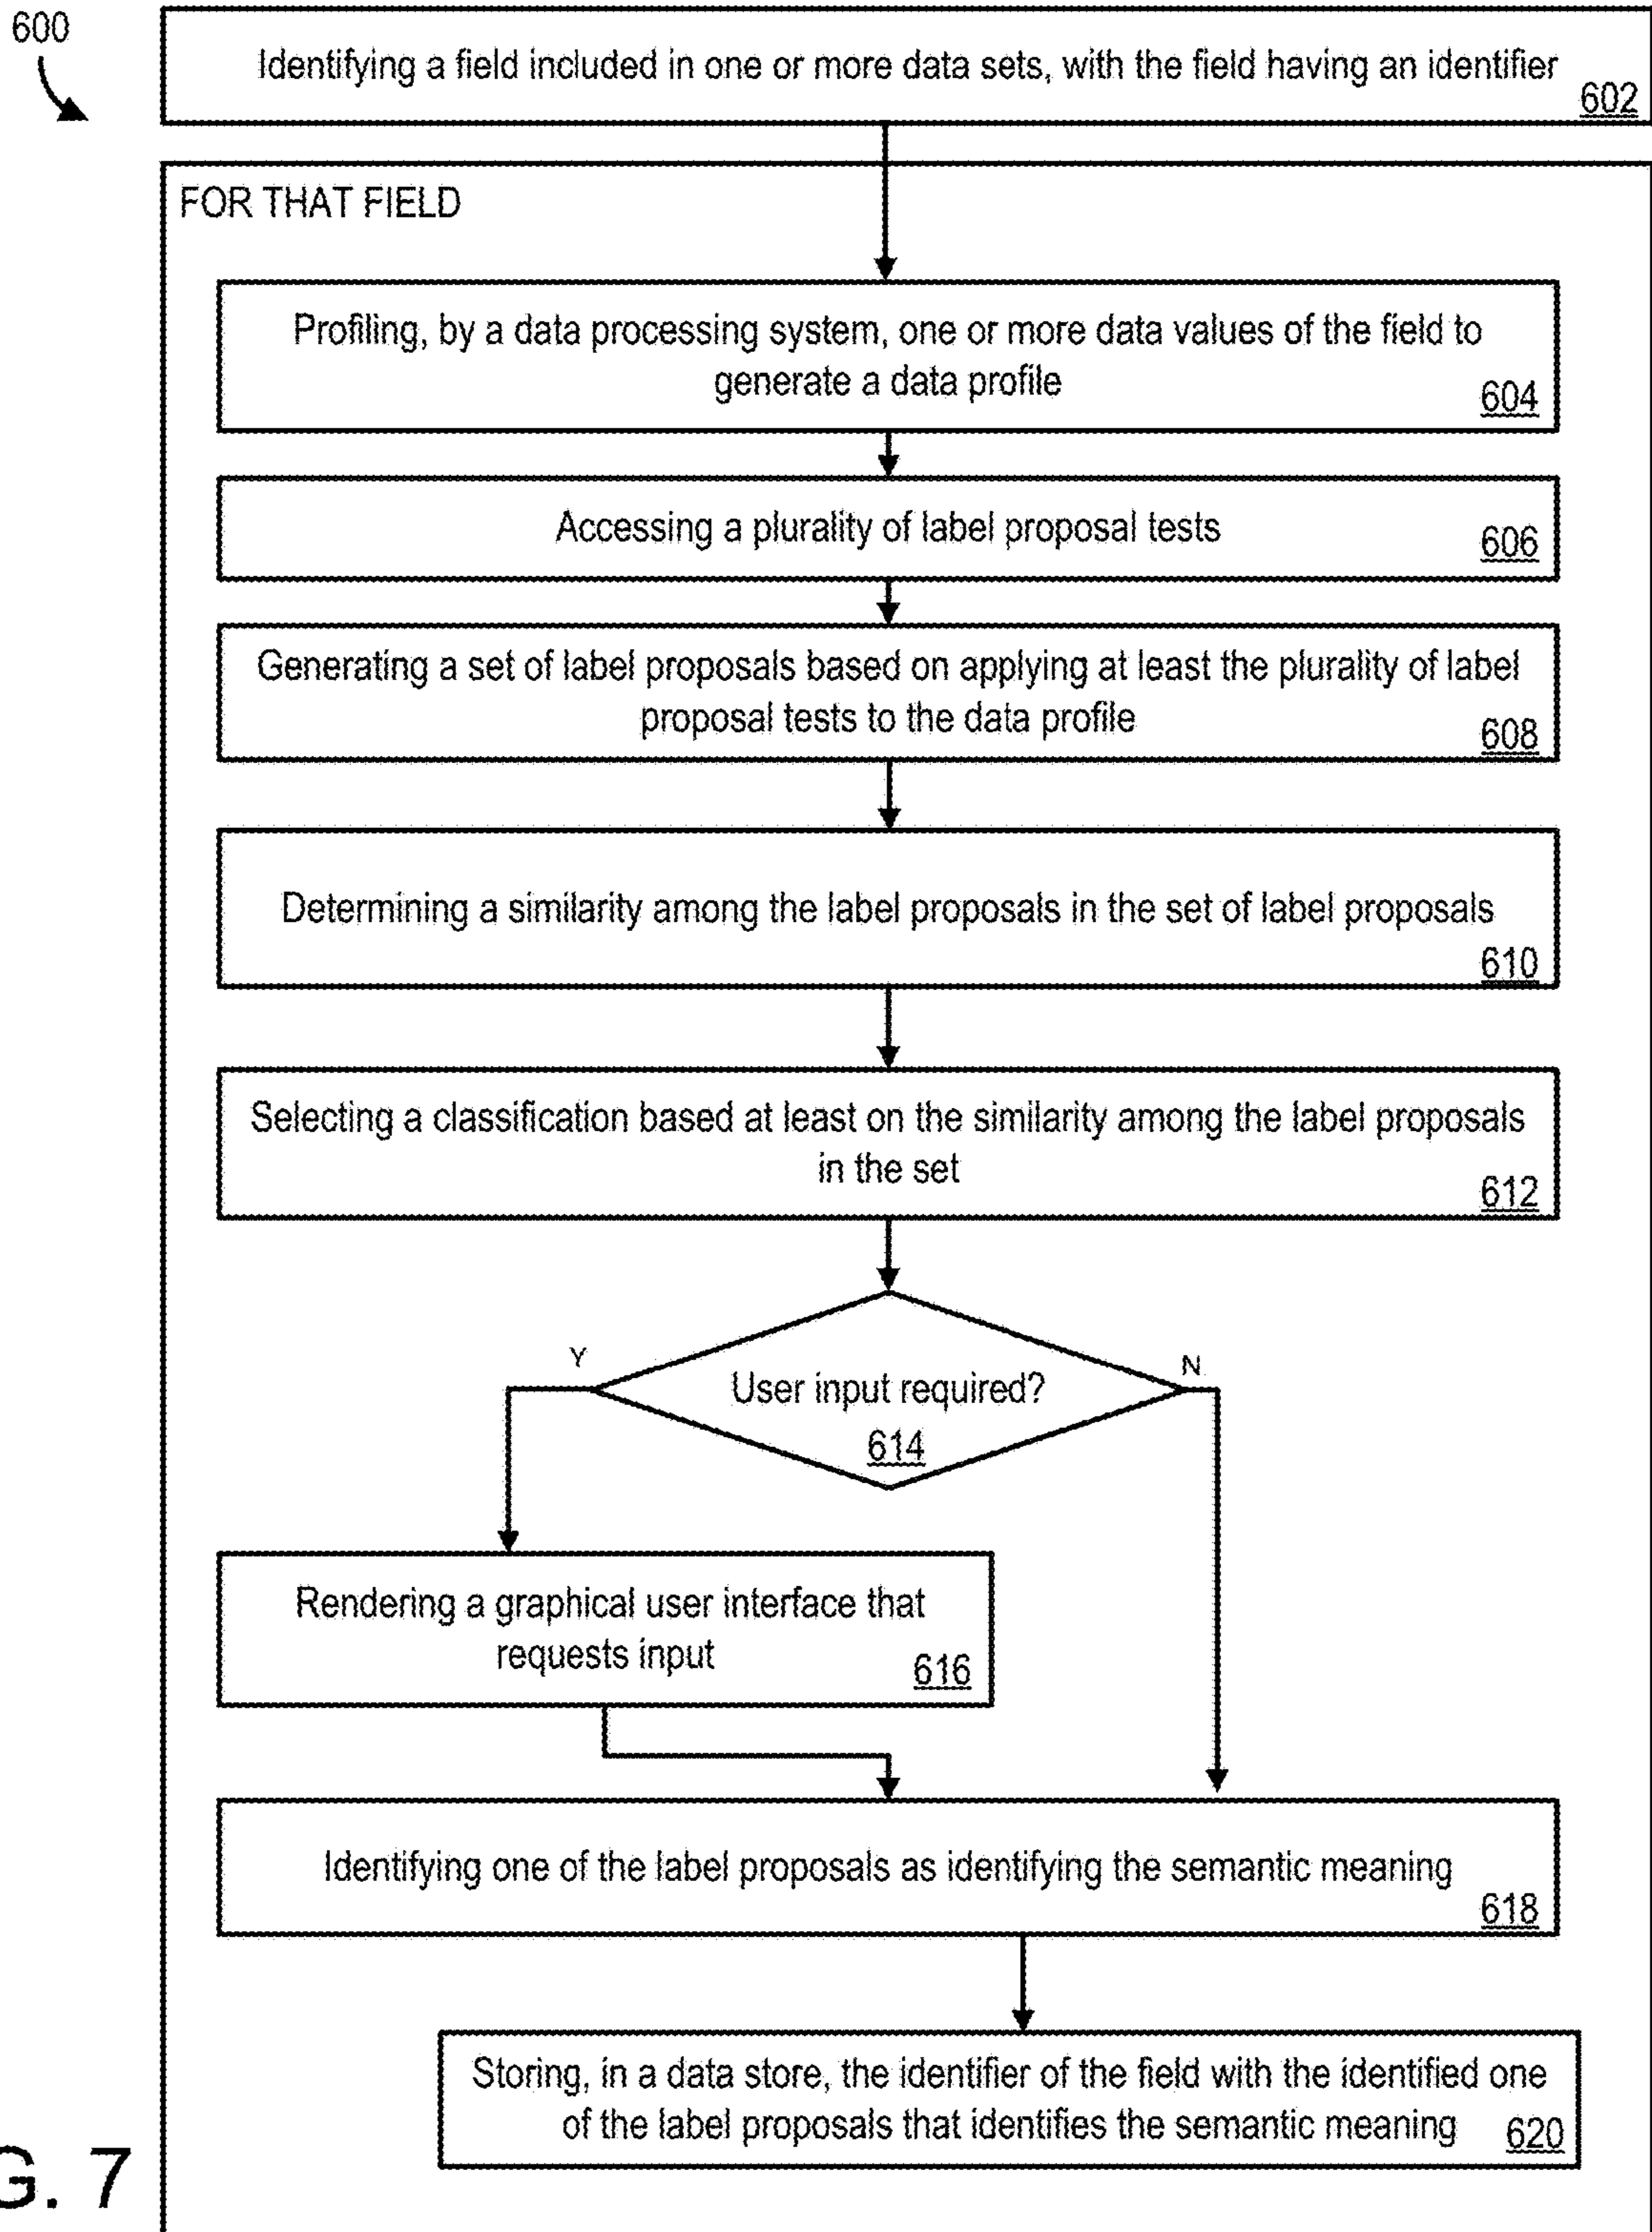 600
Identifying a field included in one or more data sets, with the field having an identifier
602
FOR THAT FIELD
Profiling, by a data processing system, one or more data values of the field to
generate a data profile
604
Accessing a plurality of label proposal tests
606
Generating a set of label proposals based on applying at least the plurality of label
proposal tests to the data profile
608
Determining a similarity among the label proposals in the set of label proposals
610
Selecting a classification based at least on the similarity among the label proposals
in the set
612
Y
N
User input required?
614
Rendering a graphical user interface that
requests input
616
Identifying one of the label proposals as identifying the semantic meaning
618
Storing, in a data store, the identifier of the field with the identified one
of the label proposals that identifies the semantic meaning
620
G. 7